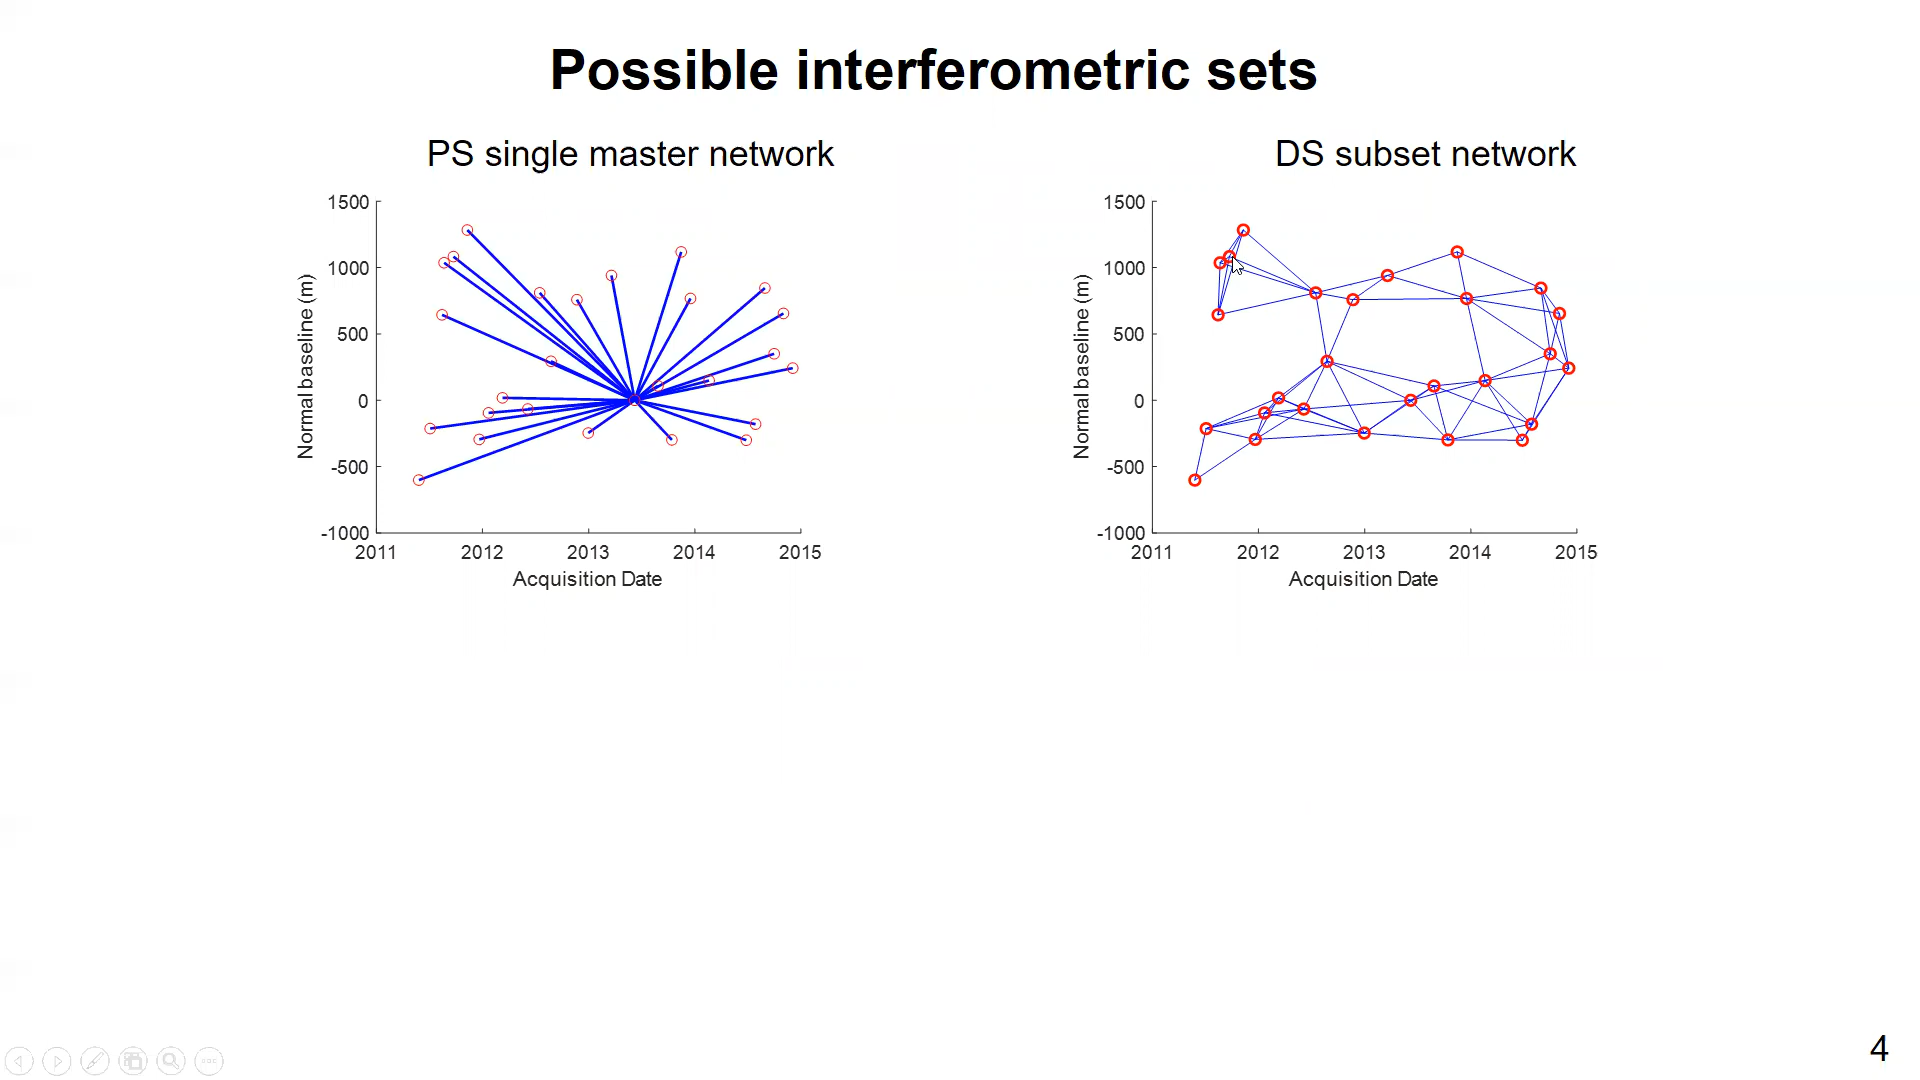 Possible interferometric sets
PS single master network
DS subset network
1500
1000
500
0
-500
-1000
2011 2012 2013 2014 2015
Acquisition Date
Normal baseline (m)
1500
1000
500
0
-500
-1000
2011 2012 2013 2014 2015
Acquisition Date
Normal baseline (m)
4